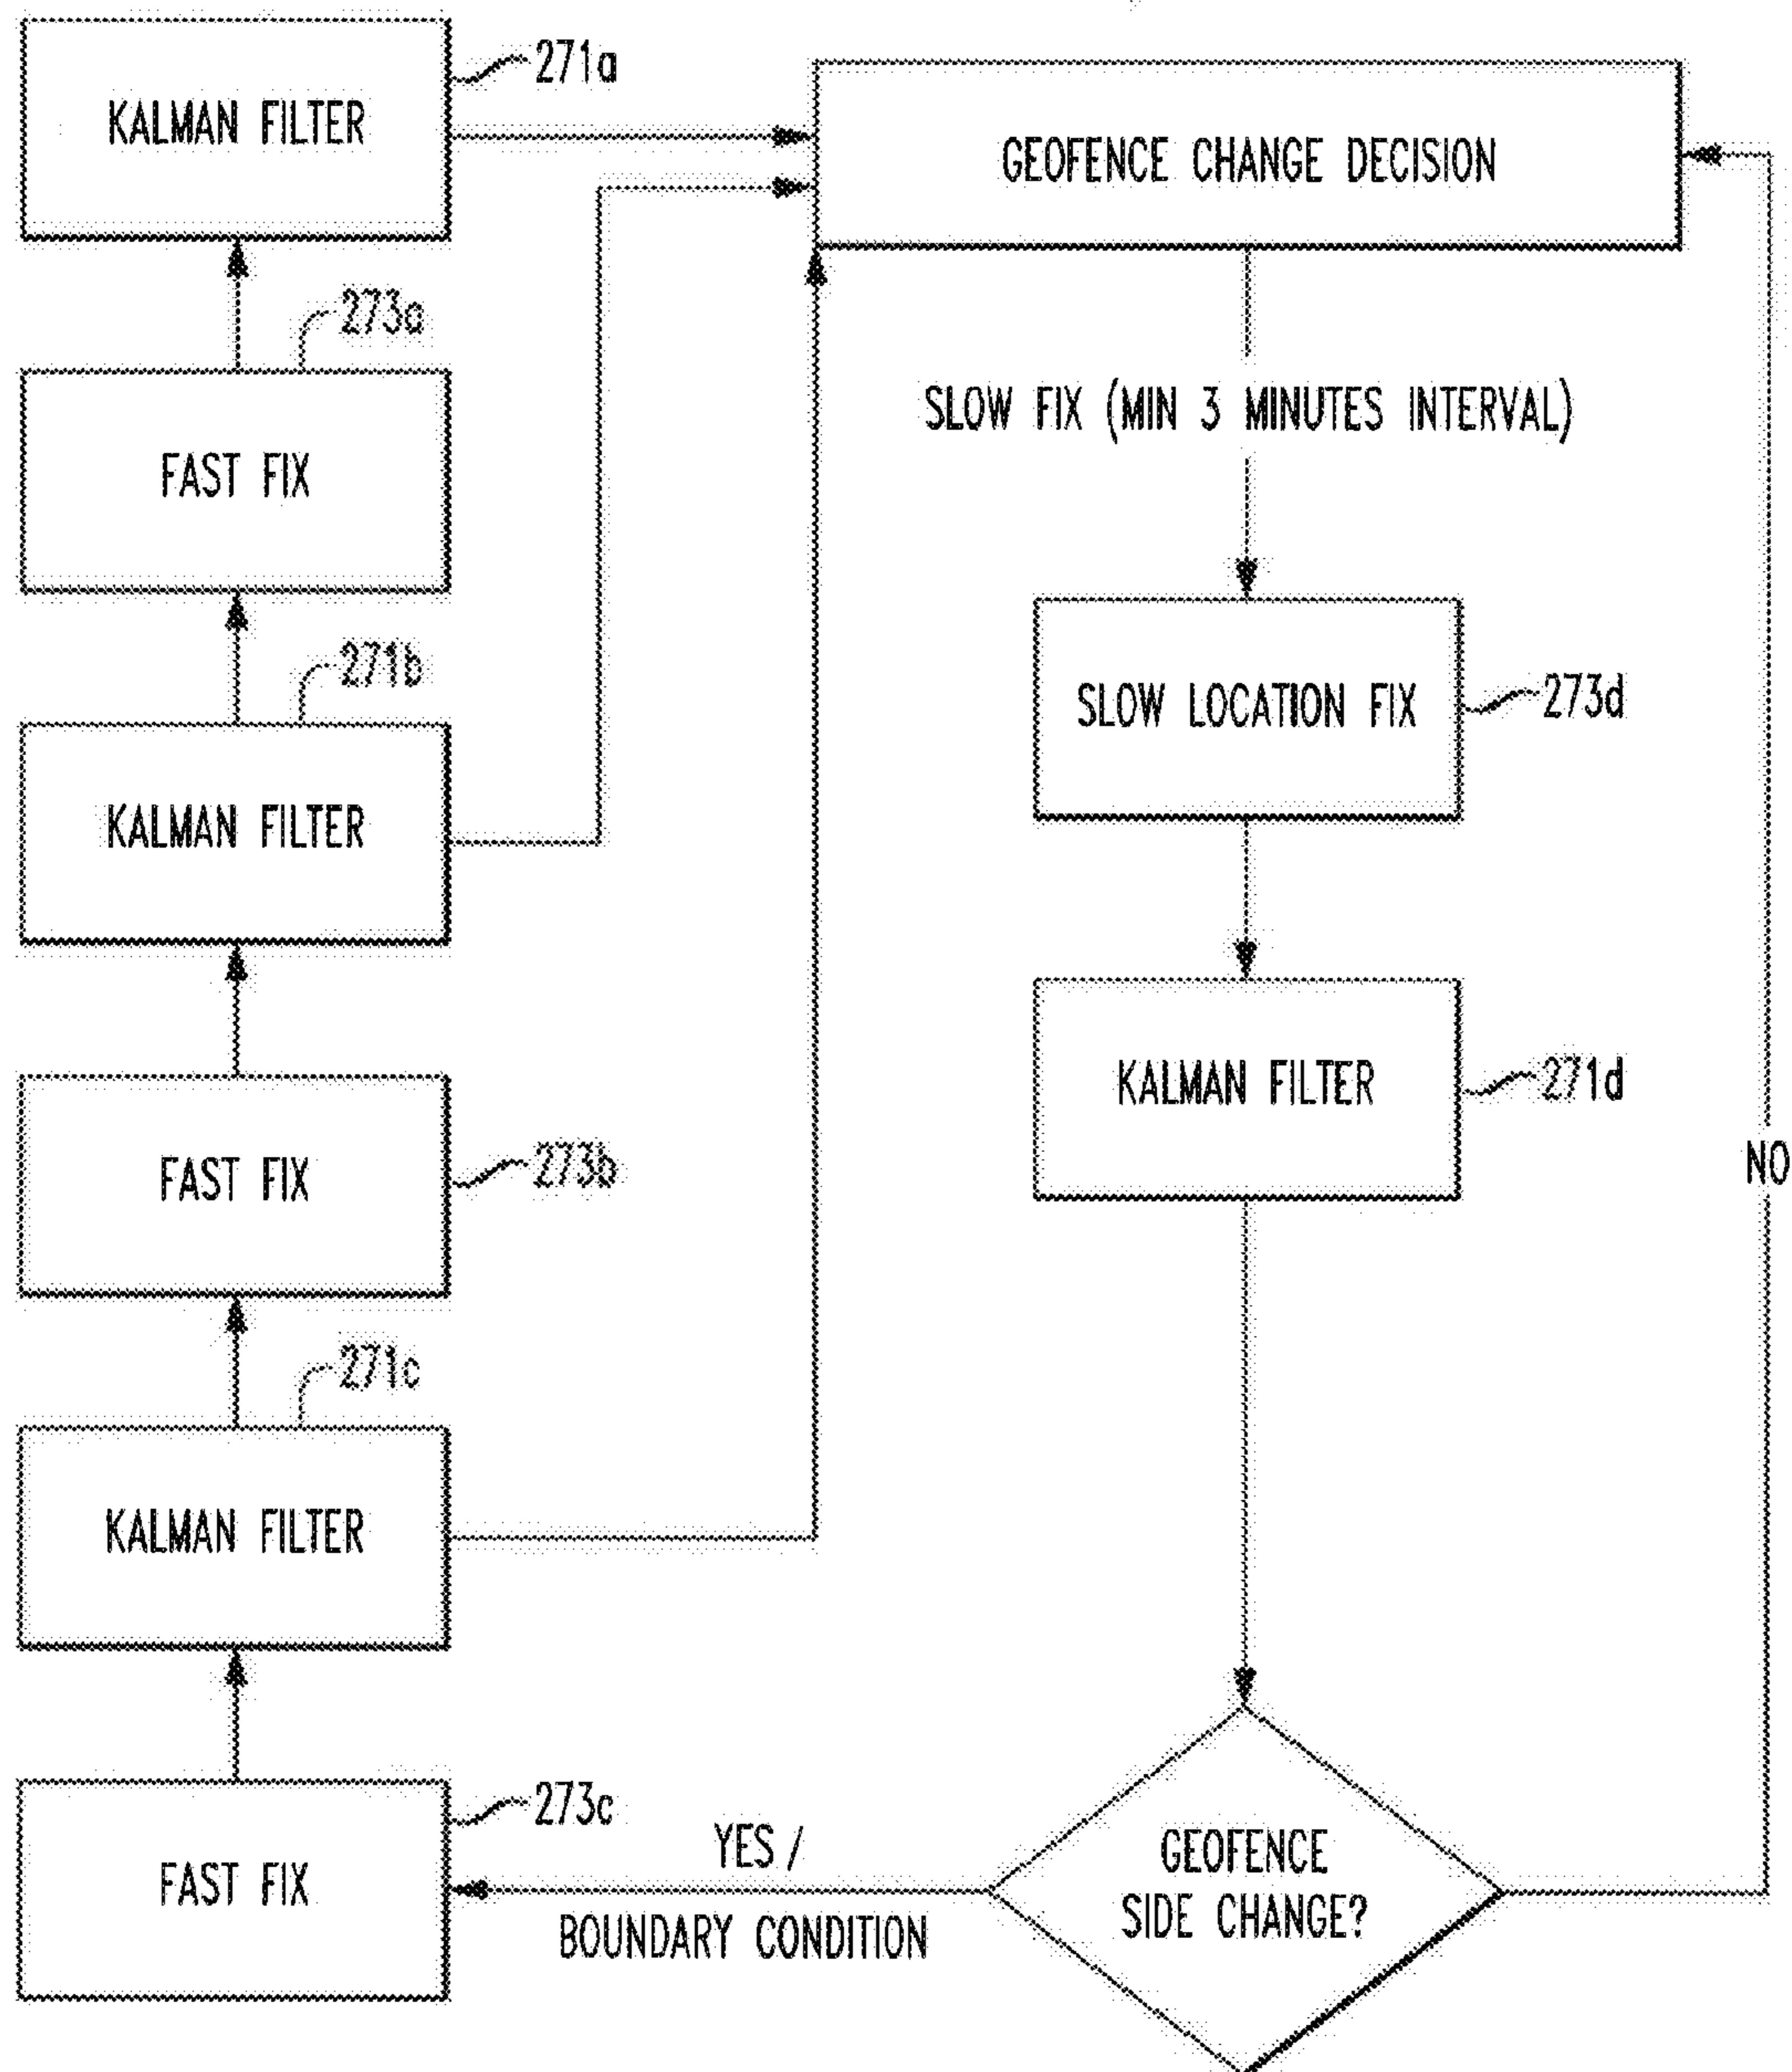 271a
KALMAN FILTER
GEOFENCE CHANGE DECISION
273a
SLOW FIX (MIN 3 MINUTES INTERVAL)
FAST FIX
271b
SLOW LOCATION FIX
273d
KALMAN FILTER
KALMAN FILTER
271d
NO
FAST FIX
273b
271c
KALMAN FILTER
273c
FAST FIX
YES /
BOUNDARY CONDITION
GEOFENCE
SIDE CHANGE?